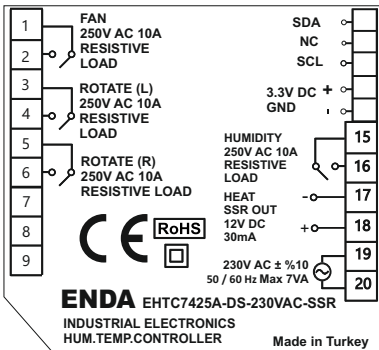 1
2
3
4
5
6
7
8
9
FAN
250V AC 10A
RESISTIVE
LOAD
ROTATE (L)
250V AC 10A
RESISTIVE
LOAD
ROTATE (R)
250V AC 10A
RESISTIVE LOAD
CE
RoHS
SDA
NC
SCL
3.3V DC +
GND -
HUMIDITY
250V AC 10A
RESISTIVE
LOAD
HEAT
SSR OUT
12V DC
30mA
-
+
230V AC ± %10
50 / 60 Hz Max 7VA
15
16
17
18
19
20
ENDA EHTC7425A-DS-230VAC-SSR
INDUSTRIAL ELECTRONICS
HUM.TEMP.CONTROLLER
Made in Turkey